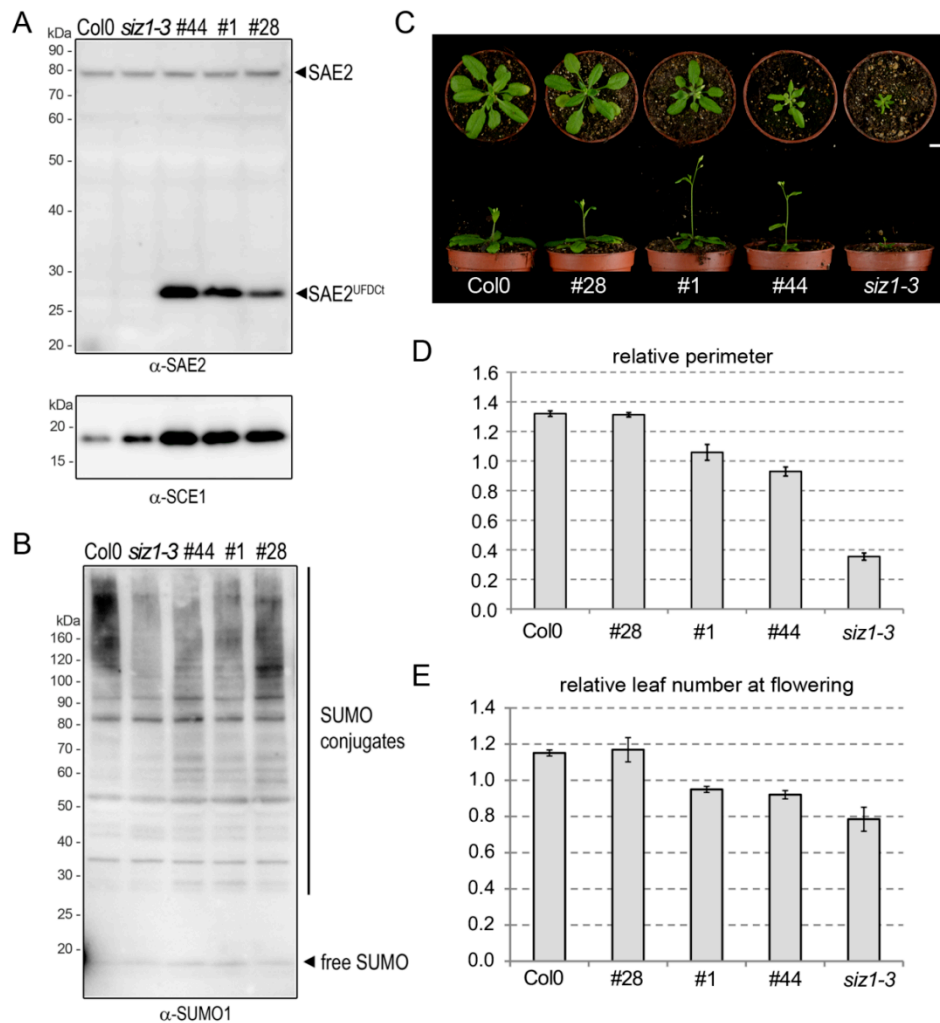 A
Col0 siz1-3 #44 #1 #28
kDa
90 -
80 -
70 -
60 -
50 -
40 -
30 -
25 -
20 -
SAE2
SAE2UFDCt
α-SAE2
kDa
20 -
15 -
α-SCE1
B
Col0 siz1-3 #44 #1 #28
kDa
160 -
120 -
100 -
90 -
80 -
70 -
60 -
50 -
40 -
30 -
25 -
20 -
SUMO
conjugates
free SUMO
α-SUMO1
C
Col0 #28 #1 #44 siz1-3
D
relative perimeter
1.6
1.4
1.2
1.0
0.8
0.6
0.4
0.2
0.0
Col0 #28 #1 #44 siz1-3
E
relative leaf number at flowering
1.4
1.2
1.0
0.8
0.6
0.4
0.2
0.0
Col0 #28 #1 #44 siz1-3